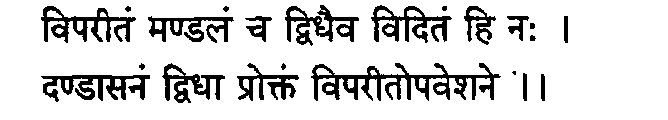 विपरीतं मण्डलं च द्विधैव विदितं हि नः ।
दण्डासनं द्विधा प्रोक्तं विपरीतोपवेशने ।।